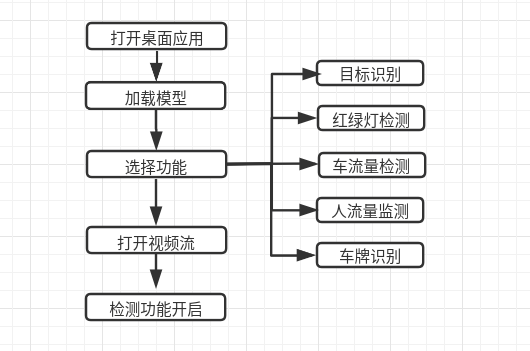 打开桌面应用
加载模型
选择功能
打开视频流
检测功能开启
目标识别
红绿灯检测
车流量检测
人流量监测
车牌识别